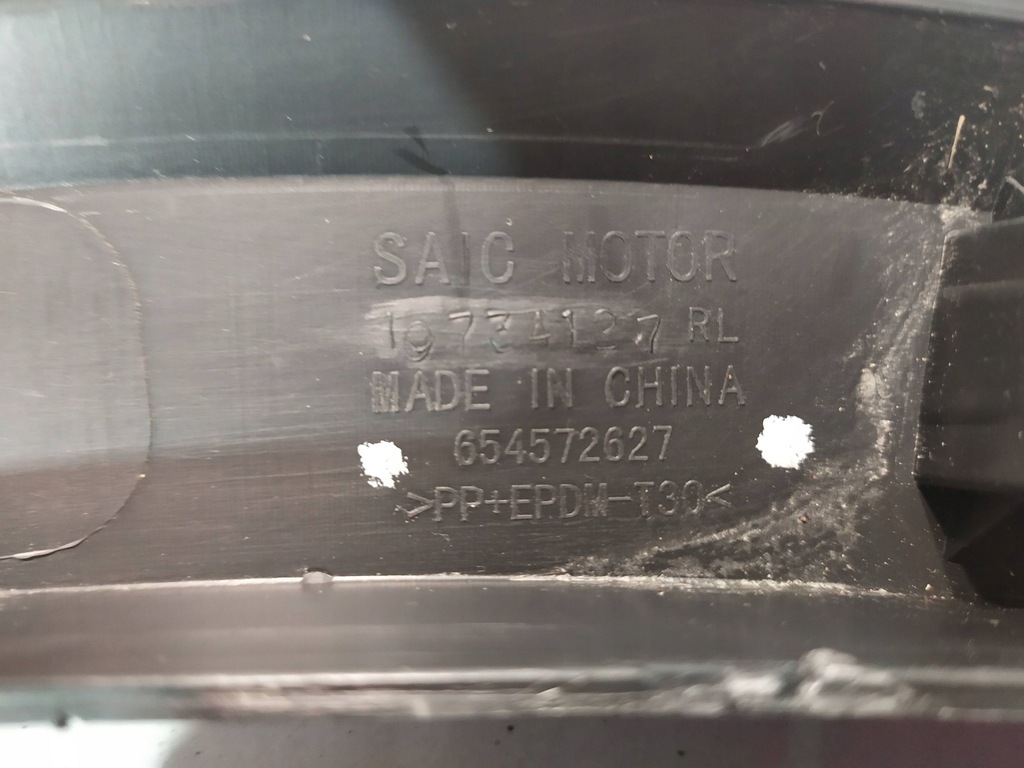 SAIC MOTOR
10734127 RL
MADE IN CHINA
654572627
>PP+EPDM-T30<